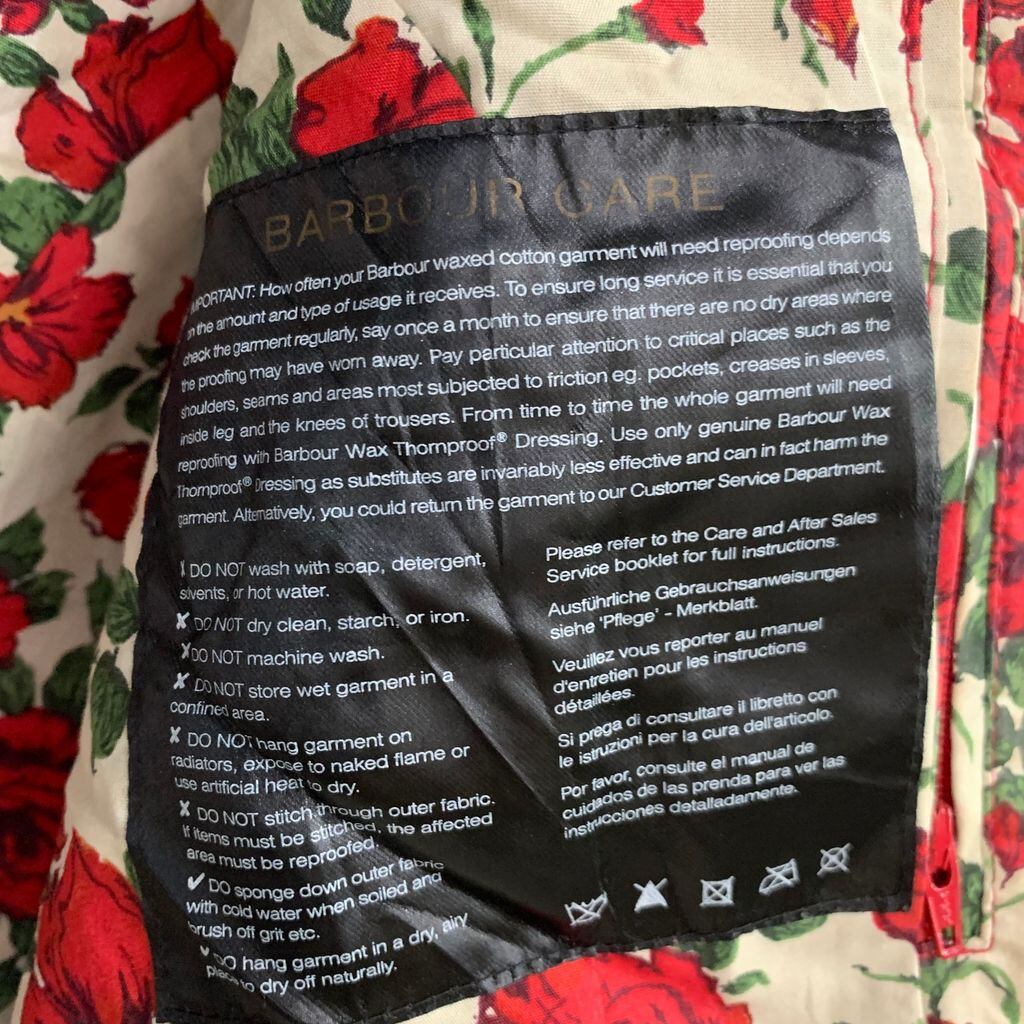 BARBOUR CARE
IMPORTANT: How often your Barbour waxed cotton garment will need reproofing depends
on the amount and type of usage it receives. To ensure long service it is essential that you
check the garment regularly, say once a month to ensure that there are no dry areas where
the proofing may have worn away. Pay particular attention to critical places such as the
shoulders, seams and areas most subjected to friction eg. pockets, creases in sleeves,
inside leg and the knees of trousers. From time to time the whole garment will need
reproofing with Barbour Wax Thornproof® Dressing. Use only genuine Barbour Wax
Thornproof® Dressing as substitutes are invariably less effective and can in fact harm the
garment. Alternatively, you could return the garment to our Customer Service Department.
✗ DO NOT wash with soap, detergent,
solvents, or hot water.
✗ DO NOT dry clean, starch, or iron.
✗ DO NOT machine wash.
✗ DO NOT store wet garment in a
confined area.
✗ DO NOT hang garment on
radiators, expose to naked flame or
use artificial heat to dry.
✗ DO NOT stitch through outer fabric.
If items must be stitched, the affected
area must be reproofed.
✓ DO sponge down outer fabric
with cold water when soiled and
brush off grit etc.
✓ DO hang garment in a dry, airy
place to dry off naturally.
Please refer to the Care and After Sales
Service booklet for full instructions.
Ausführliche Gebrauchsanweisungen
siehe 'Pflege' - Merkblatt.
Veuillez vous reporter au manuel
d'entretien pour les instructions
détaillées.
Si prega di consultare il libretto con
le istruzioni per la cura dell'articolo.
Por favor, consulte el manual de
cuidados de las prenda para ver las
instrucciones detalladamente.